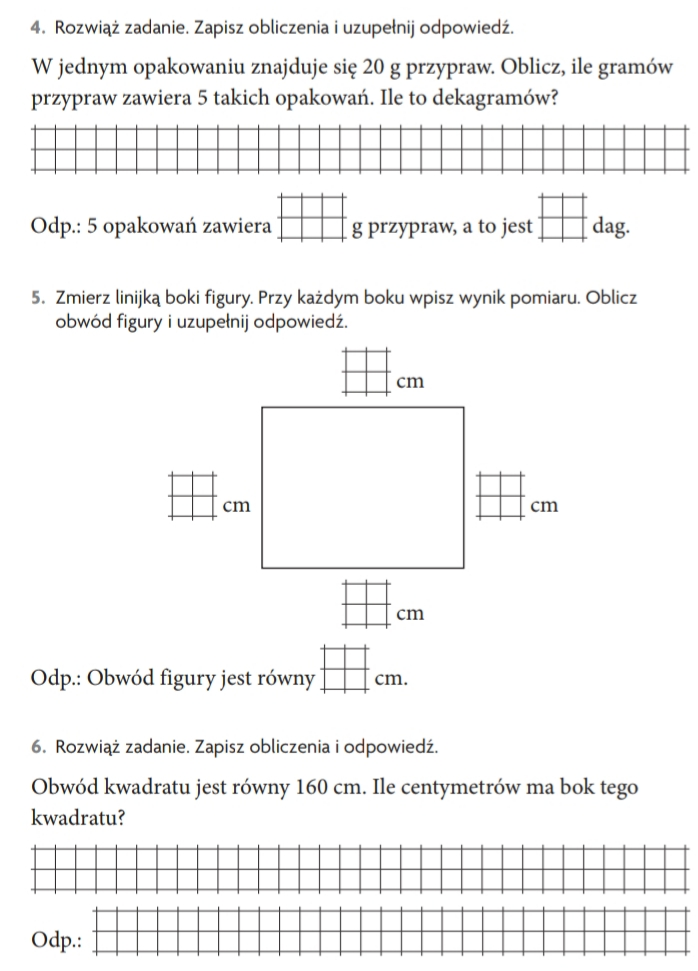 4. Rozwiąż zadanie. Zapisz obliczenia i uzupełnij odpowiedź.
W jednym opakowaniu znajduje się 20 g przypraw. Oblicz, ile gramów
przypraw zawiera 5 takich opakowań. Ile to dekagramów?
Odp.: 5 opakowań zawiera g przypraw, a to jest dag.
5. Zmierz linijką boki figury. Przy każdym boku wpisz wynik pomiaru. Oblicz
obwód figury i uzupełnij odpowiedź.
cm
cm cm
cm
Odp.: Obwód figury jest równy cm.
6. Rozwiąż zadanie. Zapisz obliczenia i odpowiedź.
Obwód kwadratu jest równy 160 cm. Ile centymetrów ma bok tego
kwadratu?
Odp.: